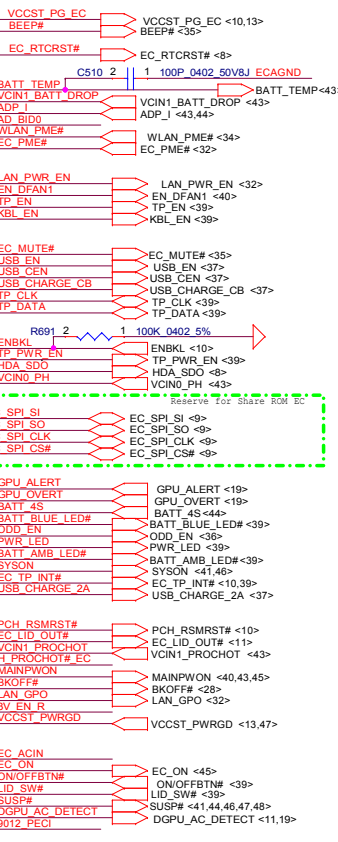 VCCST_PG_EC VCCST_PG_EC <10,13>
BEEP# BEEP# <35>
EC_RTCRST# EC_RTCRST# <8>
C510 2 1 100P_0402_50V8J ECAGND
BATT_TEMP BATT_TEMP<43
VCIN1_BATT_DROP VCIN1_BATT_DROP <43>
ADP_I ADP_I <43,44>
AD_BID0
WLAN_PME# WLAN_PME# <34>
EC_PME# EC_PME# <32>
LAN_PWR_EN LAN_PWR_EN <32>
EN_DFAN1 EN_DFAN1 <40>
TP_EN TP_EN <39>
KBL_EN KBL_EN <39>
EC_MUTE# EC_MUTE# <35>
USB_EN USB_EN <37>
USB_CEN USB_CEN <37>
USB_CHARGE_CB USB_CHARGE_CB <37>
TP_CLK TP_CLK <39>
TP_DATA TP_DATA <39>
R691 2 1 100K_0402_5%
ENBKL ENBKL <10>
TP_PWR_EN TP_PWR_EN <39>
HDA_SDO HDA_SDO <8>
VCIN0_PH VCIN0_PH <43>
Reserve for Share ROM EC
_SPI_SI EC_SPI_SI <9>
_SPI_SO EC_SPI_SO <9>
_SPI_CLK EC_SPI_CLK <9>
_SPI_CS# EC_SPI_CS# <9>
GPU_ALERT GPU_ALERT <19>
GPU_OVERT GPU_OVERT <19>
BATT_4S BATT_4S<44>
BATT_BLUE_LED# BATT_BLUE_LED# <39>
ODD_EN ODD_EN <36>
PWR_LED PWR_LED <39>
BATT_AMB_LED# BATT_AMB_LED# <39>
SYSON SYSON <41,46>
EC_TP_INT# EC_TP_INT# <10,39>
USB_CHARGE_2A USB_CHARGE_2A <37>
PCH_RSMRST# PCH_RSMRST# <10>
EC_LID_OUT# EC_LID_OUT# <11>
VCIN1_PROCHOT VCIN1_PROCHOT <43>
H_PROCHOT#_EC
MAINPWON MAINPWON <40,43,45>
BKOFF# BKOFF# <28>
LAN_GPO LAN_GPO <32>
3V_EN_R
VCCST_PWRGD VCCST_PWRGD <13,47>
EC_ACIN
EC_ON EC_ON <45>
ON/OFFBTN# ON/OFFBTN# <39>
LID_SW# LID_SW# <39>
SUSP# SUSP# <41,44,46,47,48>
DGPU_AC_DETECT DGPU_AC_DETECT <11,19>
9012_PECI